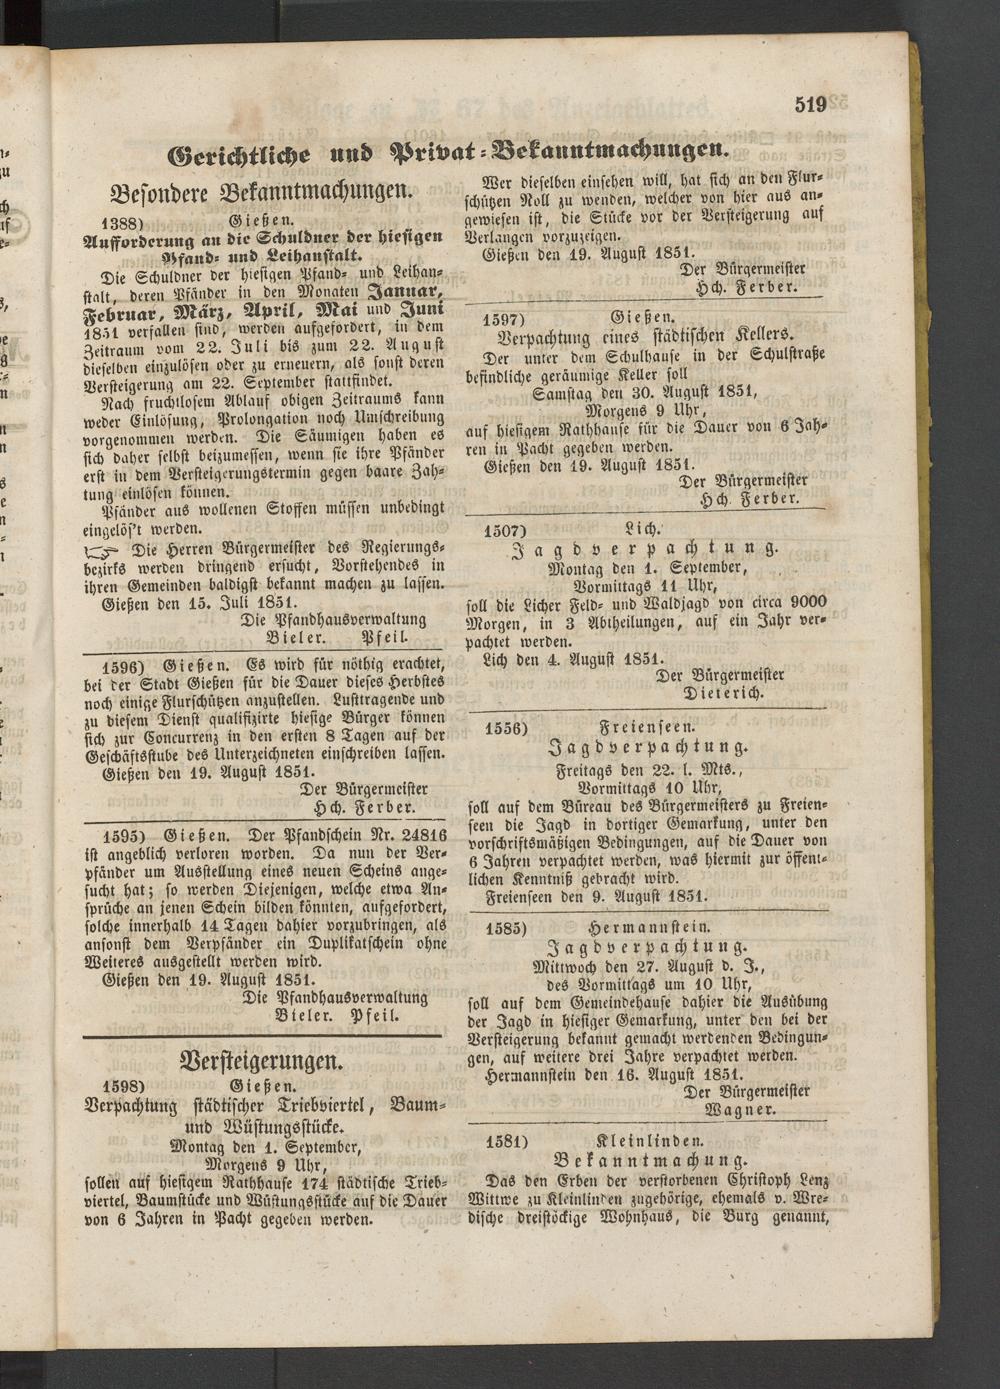 519
Gerichtliche und Privat-Bekanntmachungen.
Besondere Bekanntmachungen.
1388) Gießen.
Aufforderung an die Schuldner der hiesigen
Pfand- und Leihanstalt.
Die Schuldner der hiesigen Pfand- und Leihan-
stalt, deren Pfänder in den Monaten Januar,
Februar, März, April, Mai und Juni
1851 verfallen sind, werden aufgefordert, in dem
Zeitraum vom 22. Juli bis zum 22. August
dieselben einzulösen oder zu erneuern, als sonst deren
Versteigerung am 22. September stattfindet.
Nach fruchtlosem Ablauf obigen Zeitraums kann
weder Einlösung, Prolongation noch Umschreibung
vorgenommen werden. Die Säumigen haben es
sich daher selbst beizumessen, wenn sie ihre Pfänder
erst in dem Versteigerungstermin gegen baare Zah-
tung einlösen können.
Pfänder aus wollenen Stoffen müssen unbedingt
eingelös't werden.
☞ Die Herren Bürgermeister des Regierungs-
bezirks werden dringend ersucht, Vorstehendes in
ihren Gemeinden baldigst bekannt machen zu lassen.
Gießen den 15. Juli 1851.
Die Pfandhausverwaltung
Bieler. Pfeil.
1596) Gießen. Es wird für nöthig erachtet,
bei der Stadt Gießen für die Dauer dieses Herbstes
noch einige Flurschützen anzustellen. Lusttragende und
zu diesem Dienst qualifizirte hiesige Bürger können
sich zur Concurrenz in den ersten 8 Tagen auf der
Geschäftsstube des Unterzeichneten einschreiben lassen.
Gießen den 19. August 1851.
Der Bürgermeister
Hch. Ferber.
1595) Gießen. Der Pfandschein Nr. 24816
ist angeblich verloren worden. Da nun der Ver-
pfänder um Ausstellung eines neuen Scheins ange-
sucht hat; so werden Diejenigen, welche etwa An-
sprüche an jenen Schein bilden könnten, aufgefordert,
solche innerhalb 14 Tagen dahier vorzubringen, als
ansonst dem Verpfänder ein Duplikatschein ohne
Weiteres ausgestellt werden wird.
Gießen den 19. August 1851.
Die Pfandhausverwaltung
Bieler. Pfeil.
Versteigerungen.
1598) Gießen.
Verpachtung städtischer Triebviertel, Baum-
und Wüstungsstücke.
Montag den 1. September,
Morgens 9 Uhr,
sollen auf hiesigem Rathhause 174 städtische Trieb-
viertel, Baumstücke und Wüstungsstücke auf die Dauer
von 6 Jahren in Pacht gegeben werden.
Wer dieselben einsehen will, hat sich an den Flur-
schützen Noll zu wenden, welcher von hier aus an-
gewiesen ist, die Stücke vor der Versteigerung auf
Verlangen vorzuzeigen.
Gießen den 19. August 1851.
Der Bürgermeister
Hch. Ferber.
1597) Gießen.
Verpachtung eines städtischen Kellers.
Der unter dem Schulhause in der Schulstraße
befindliche geräumige Keller soll
Samstag den 30. August 1851,
Morgens 9 Uhr,
auf hiesigem Rathhause für die Dauer von 6 Jah-
ren in Pacht gegeben werden.
Gießen den 19. August 1851.
Der Bürgermeister
Hch. Ferber.
1507) Lich.
Jagdverpachtung.
Montag den 1. September,
Vormittags 11 Uhr,
soll die Licher Feld- und Waldjagd von circa 9000
Morgen, in 3 Abtheilungen, auf ein Jahr ver-
pachtet werden.
Lich den 4. August 1851.
Der Bürgermeister
Dieterich.
1556) Freienseen.
Jagdverpachtung.
Freitags den 22. l. Mts.,
Vormittags 10 Uhr,
soll auf dem Büreau des Bürgermeisters zu Freien-
seen die Jagd in dortiger Gemarkung, unter den
vorschriftsmäßigen Bedingungen, auf die Dauer von
6 Jahren verpachtet werden, was hiermit zur öffent-
lichen Kenntniß gebracht wird.
Freienseen den 9. August 1851.
1585) Hermannstein.
Jagdverpachtung.
Mittwoch den 27. August d. J.,
des Vormittags um 10 Uhr,
soll auf dem Gemeindehause dahier die Ausübung
der Jagd in hiesiger Gemarkung, unter den bei der
Versteigerung bekannt gemacht werdenden Bedingun-
gen, auf weitere drei Jahre verpachtet werden.
Hermannstein den 16. August 1851.
Der Bürgermeister
Wagner.
1581) Kleinlinden.
Bekanntmachung.
Das den Erben der verstorbenen Christoph Lenz
Wittwe zu Kleinlinden zugehörige, ehemals v. Wre-
dische dreistöckige Wohnhaus, die Burg genannt,